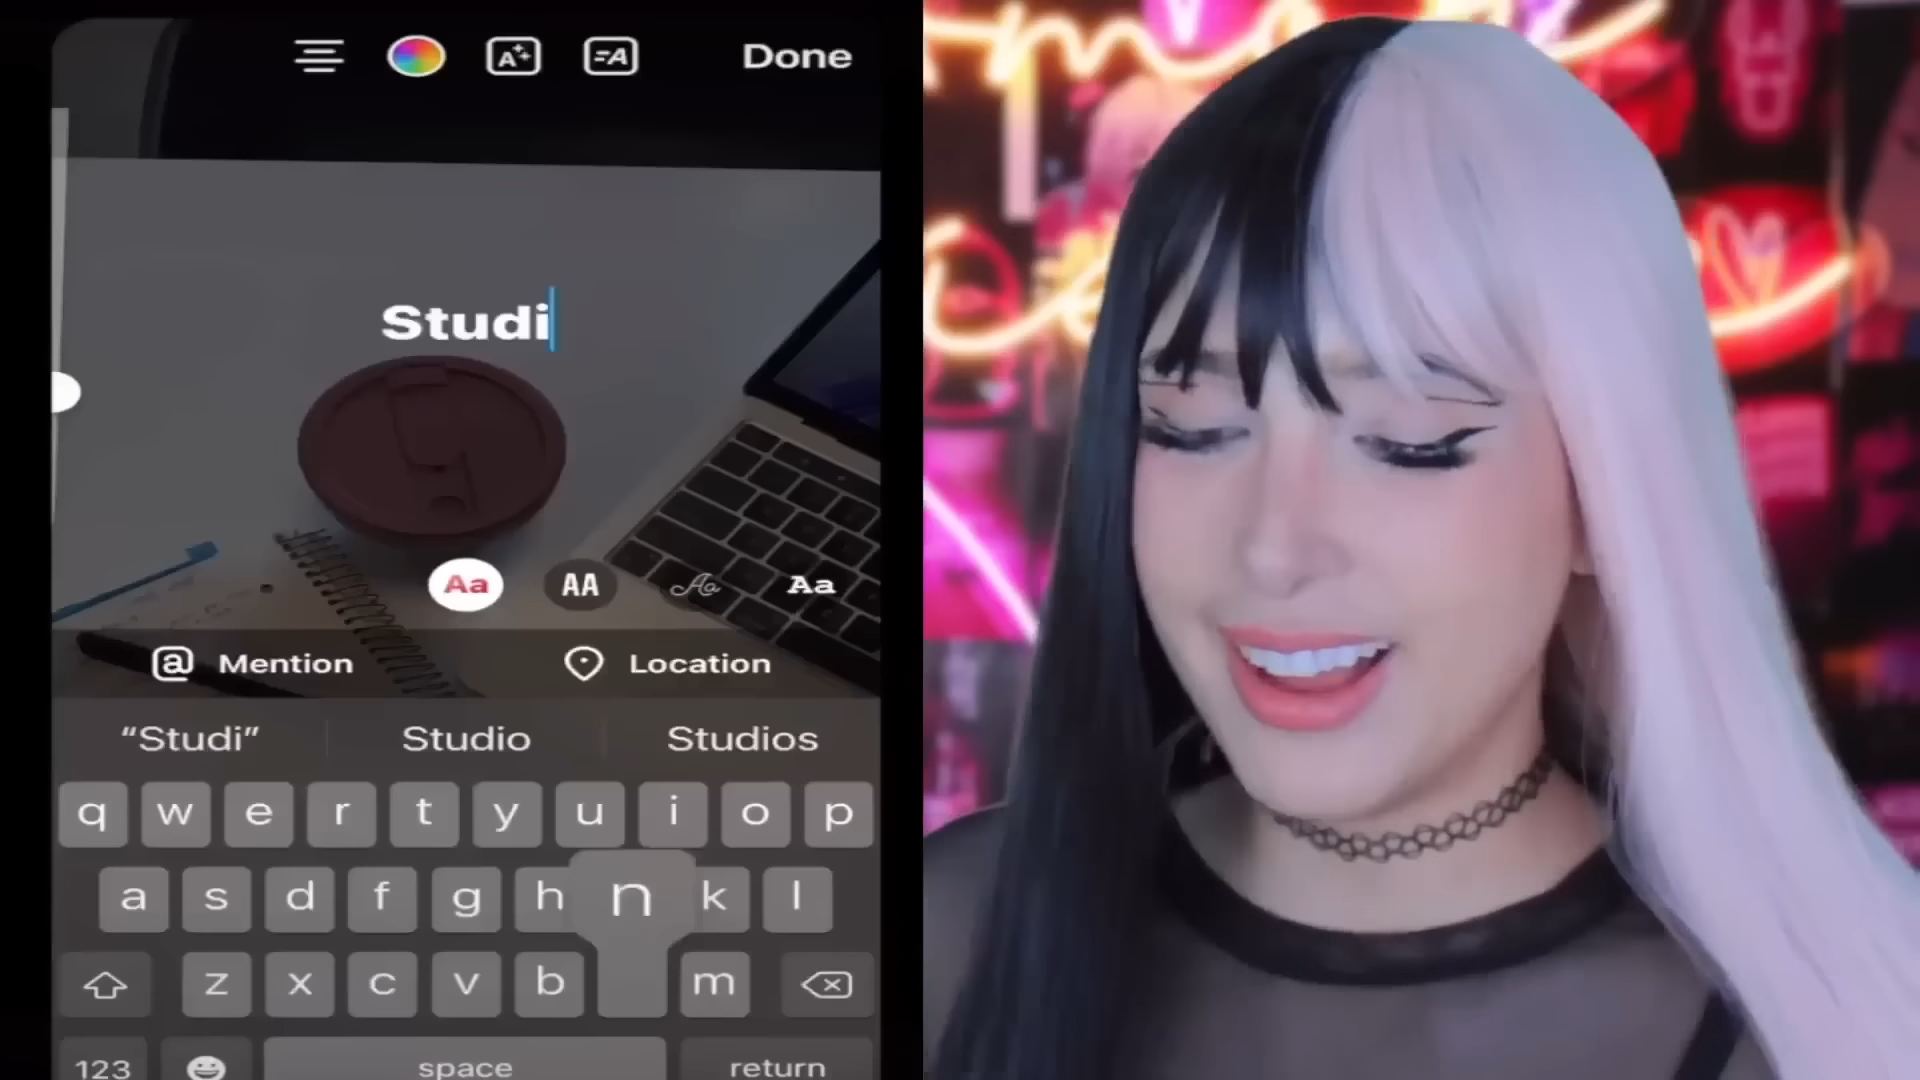 Done
Studi
Aa AA Aa Aa
@ Mention Location
“Studi” Studio Studios
q w e r t y u i o p
a s d f g h n k l
z x c v b m
123 space return